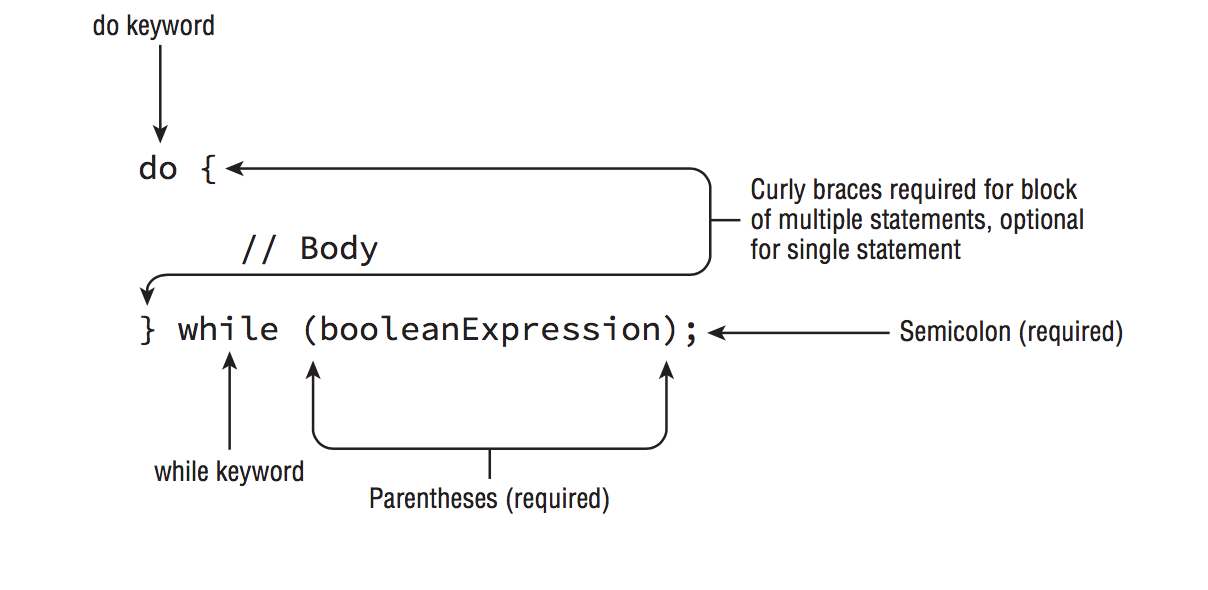 do keyword
do {
Curly braces required for block
of multiple statements, optional
for single statement
// Body
} while (booleanExpression);
Semicolon (required)
while keyword
Parentheses (required)